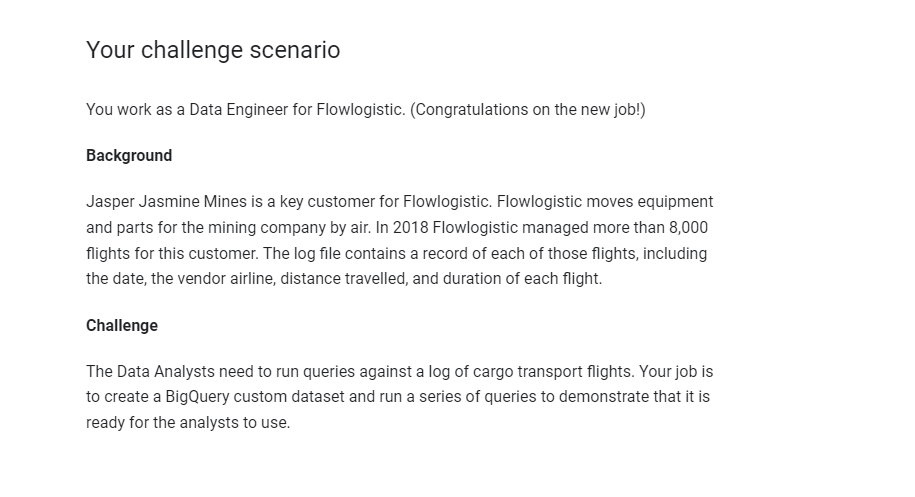 Your challenge scenario
You work as a Data Engineer for Flowlogistic. (Congratulations on the new job!)
Background
Jasper Jasmine Mines is a key customer for Flowlogistic. Flowlogistic moves equipment
and parts for the mining company by air. In 2018 Flowlogistic managed more than 8,000
flights for this customer. The log file contains a record of each of those flights, including
the date, the vendor airline, distance travelled, and duration of each flight.
Challenge
The Data Analysts need to run queries against a log of cargo transport flights. Your job is
to create a BigQuery custom dataset and run a series of queries to demonstrate that it is
ready for the analysts to use.